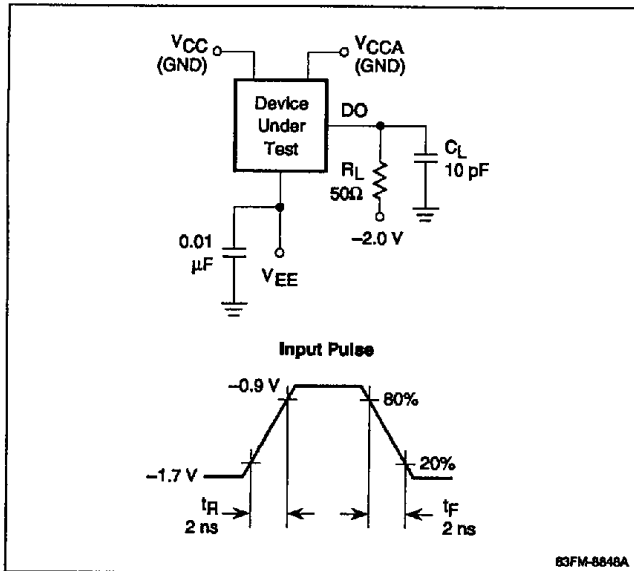 VCC
(GND)
VCCA
(GND)
Device
Under
Test
DO
RL
50Ω
CL
10 pF
–2.0 V
0.01
µF
VEE
Input Pulse
–0.9 V
80%
–1.7 V
20%
tR
2 ns
tF
2 ns
83FM-8848A